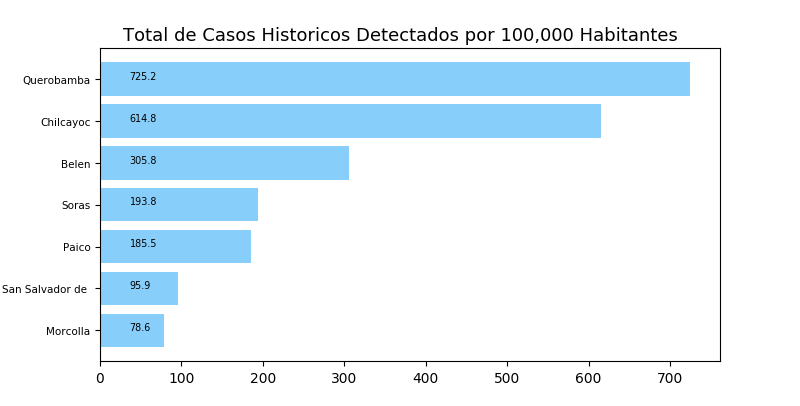 Total de Casos Historicos Detectados por 100,000 Habitantes
Querobamba 725.2
Chilcayoc 614.8
Belen 305.8
Soras 193.8
Paico 185.5
San Salvador de 95.9
Morcolla 78.6
0 100 200 300 400 500 600 700